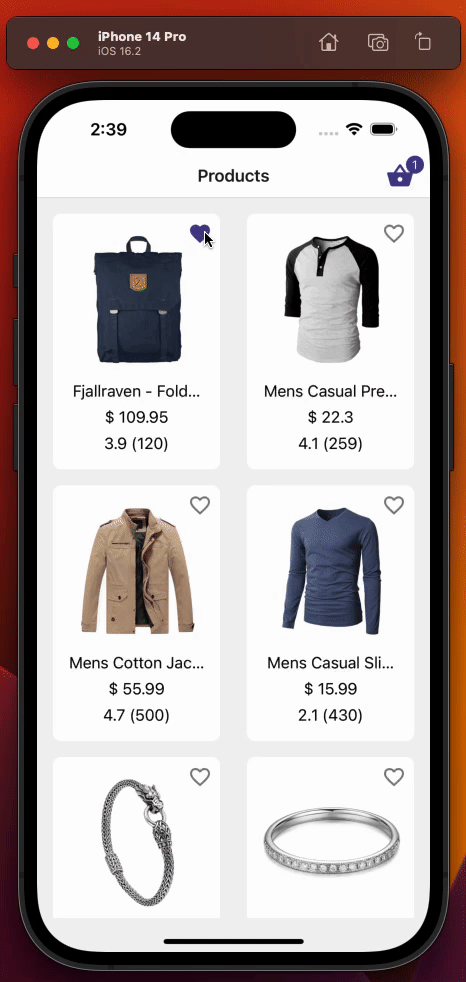 iPhone 14 Pro
iOS 16.2
2:39
Products
1
Fjallraven - Fold...
$ 109.95
3.9 (120)
Mens Casual Pre...
$ 22.3
4.1 (259)
Mens Cotton Jac...
$ 55.99
4.7 (500)
Mens Casual Sli...
$ 15.99
2.1 (430)